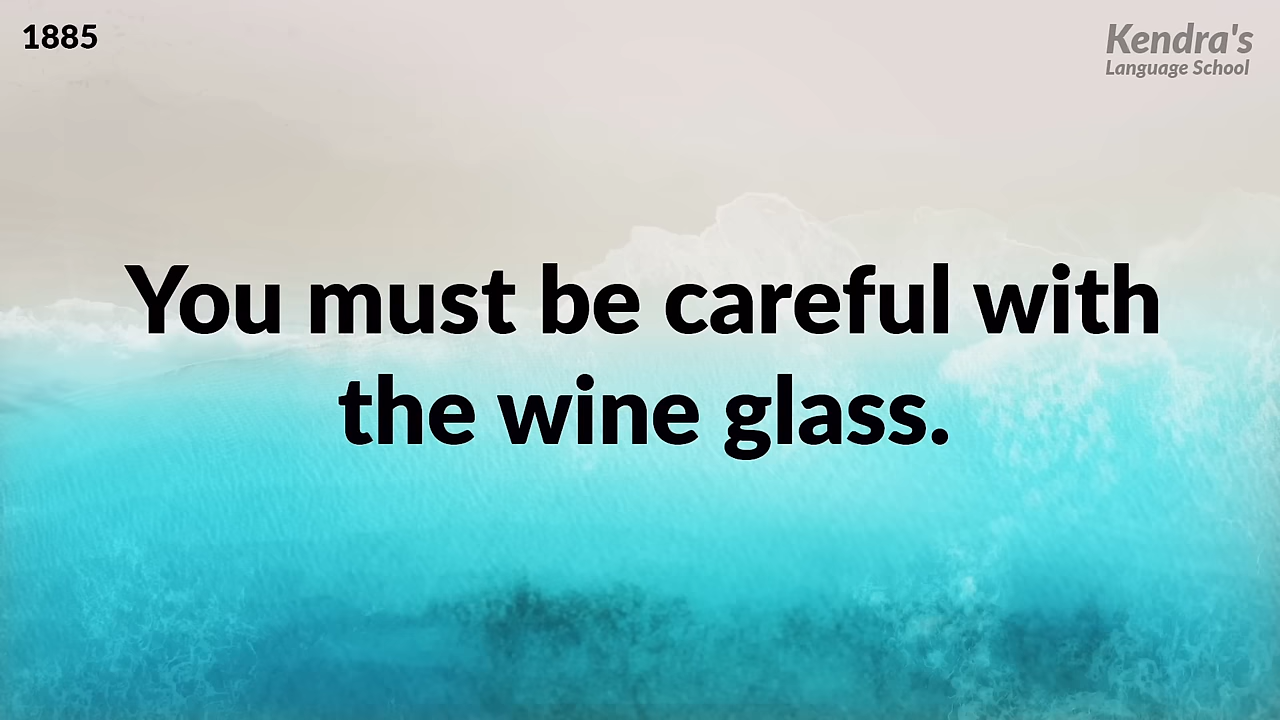 1885
Kendra's
Language School
You must be careful with
the wine glass.